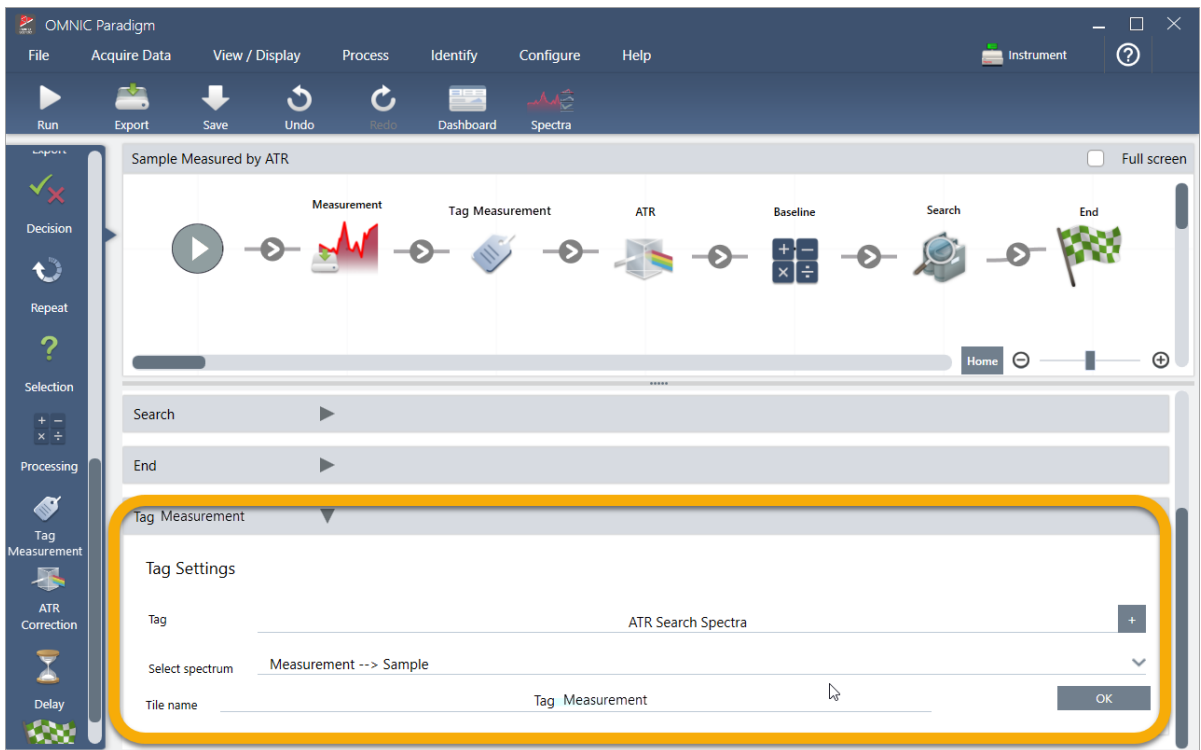 OMNIC Paradigm
File Acquire Data View / Display Process Identify Configure Help Instrument
Run Export Save Undo Redo Dashboard Spectra
Export
Decision
Repeat
Selection
Processing
Tag
Measurement
ATR
Correction
Delay
Sample Measured by ATR Full screen
Measurement Tag Measurement ATR Baseline Search End
Home
Search
End
Tag Measurement
Tag Settings
Tag ATR Search Spectra +
Select spectrum Measurement --> Sample
Tile name Tag Measurement OK